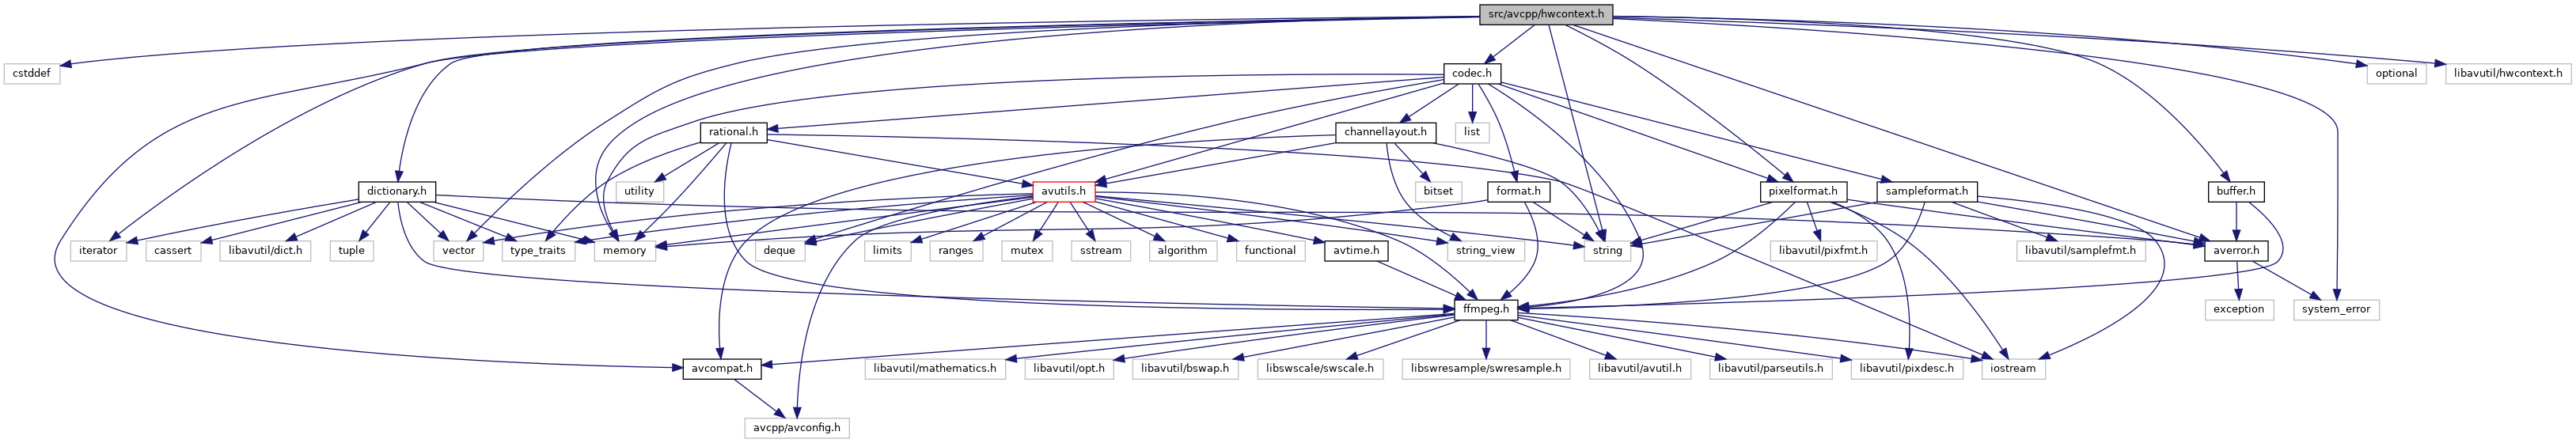 src/avcpp/hwcontext.h
cstddef
codec.h
optional
libavutil/hwcontext.h
rational.h
channellayout.h
list
dictionary.h
utility
avutils.h
bitset
format.h
pixelformat.h
sampleformat.h
buffer.h
iterator
cassert
libavutil/dict.h
tuple
vector
type_traits
memory
deque
limits
ranges
mutex
sstream
algorithm
functional
avtime.h
string_view
string
libavutil/pixfmt.h
libavutil/samplefmt.h
averror.h
ffmpeg.h
exception
system_error
avcompat.h
libavutil/mathematics.h
libavutil/opt.h
libavutil/bswap.h
libswscale/swscale.h
libswresample/swresample.h
libavutil/avutil.h
libavutil/parseutils.h
libavutil/pixdesc.h
iostream
avcpp/avconfig.h